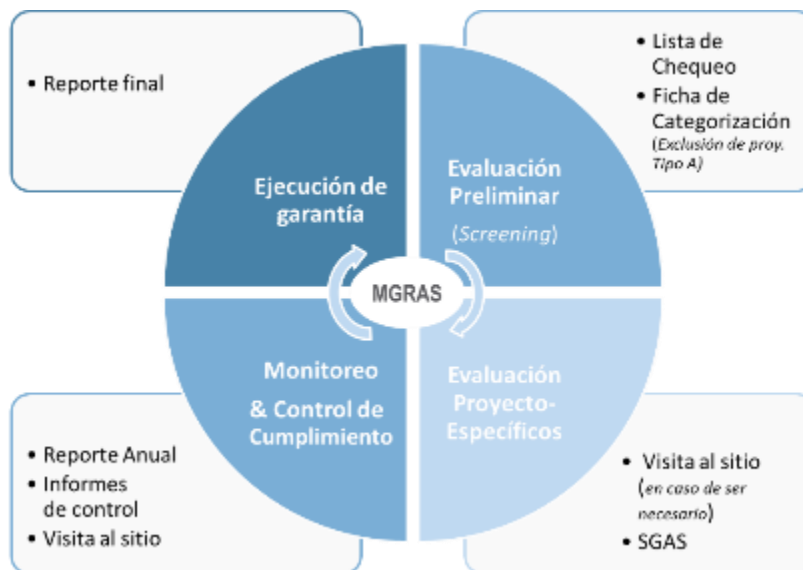 • Reporte final
• Lista de
Chequeo
• Ficha de
Categorización
(Exclusión de proy.
Tipo A)
Ejecución de
garantía
Evaluación
Preliminar
(Screening)
MGRAS
Monitoreo
& Control de
Cumplimiento
Evaluación
Proyecto-
Específicos
• Reporte Anual
• Informes
de control
• Visita al sitio
• Visita al sitio
(en caso de ser
necesario)
• SGAS